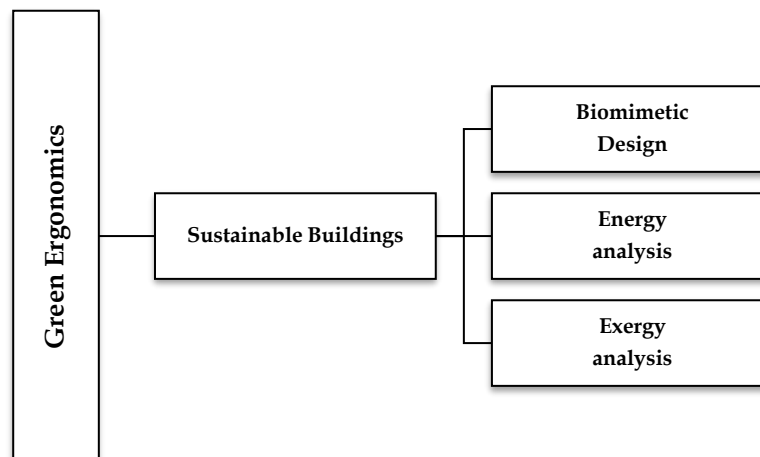 Green Ergonomics
Sustainable Buildings
Biomimetic
Design
Energy
analysis
Exergy
analysis